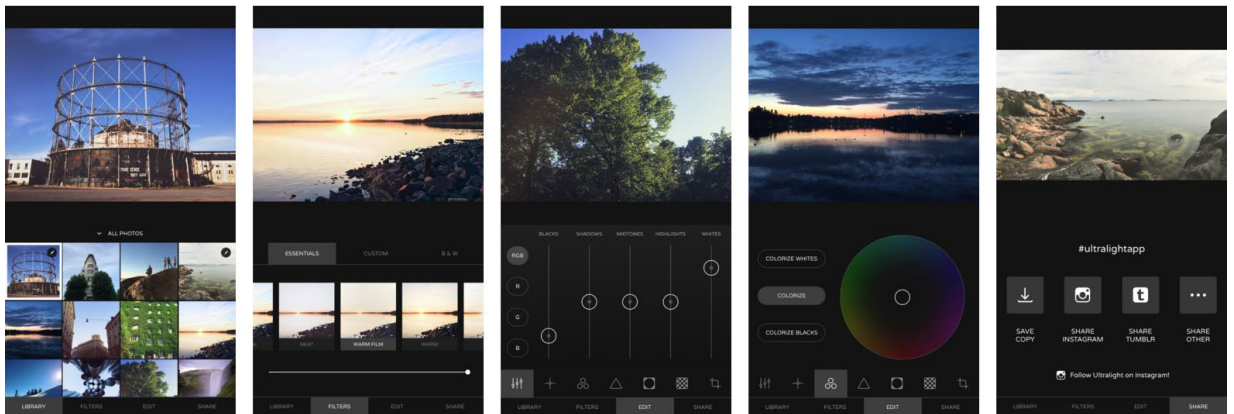 ALL PHOTOS
LIBRARY FILTERS EDIT SHARE
ESSENTIALS CUSTOM B & W
NEAT WARM FILM WARM
LIBRARY FILTERS EDIT SHARE
BLACKS SHADOWS MIDTONES HIGHLIGHTS WHITES
RGB
R
G
B
LIBRARY FILTERS EDIT SHARE
COLORIZE WHITES
COLORIZE
COLORIZE BLACKS
LIBRARY FILTERS EDIT SHARE
#ultralightapp
t
SAVE SHARE SHARE SHARE
COPY INSTAGRAM TUMBLR OTHER
Follow Ultralight on Instagram!
LIBRARY FILTERS EDIT SHARE